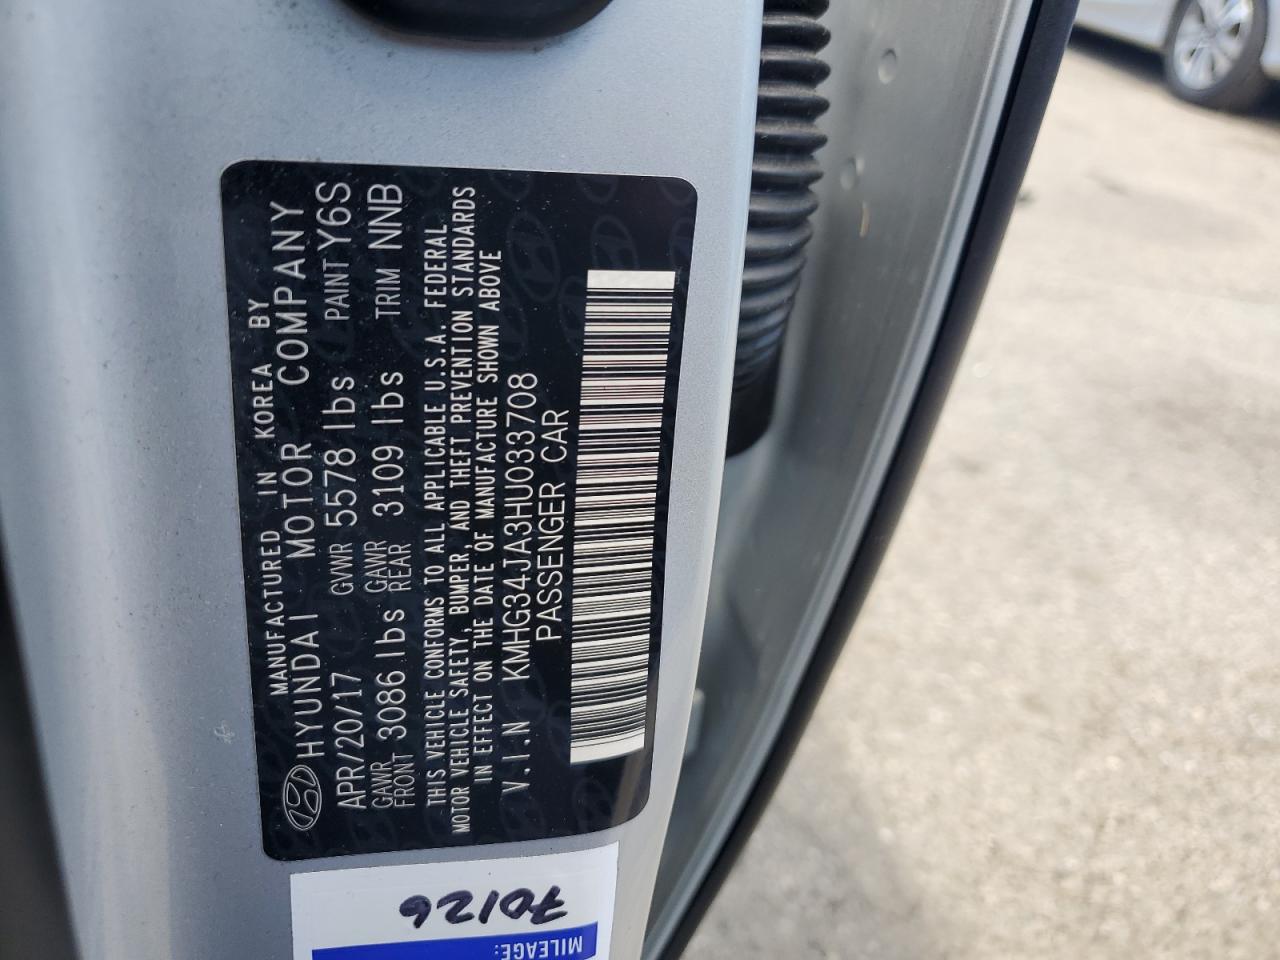 MANUFACTURED IN KOREA BY
HYUNDAI MOTOR COMPANY
APR/20/17 GVWR 5578 lbs PAINT Y6S
GAWR FRONT 3086 lbs GAWR REAR 3109 lbs TRIM NNB
THIS VEHICLE CONFORMS TO ALL APPLICABLE U.S.A. FEDERAL
MOTOR VEHICLE SAFETY, BUMPER, AND THEFT PREVENTION STANDARDS
IN EFFECT ON THE DATE OF MANUFACTURE SHOWN ABOVE
V.I.N KMHG34JA3HU033708
PASSENGER CAR
MILEAGE:
70126